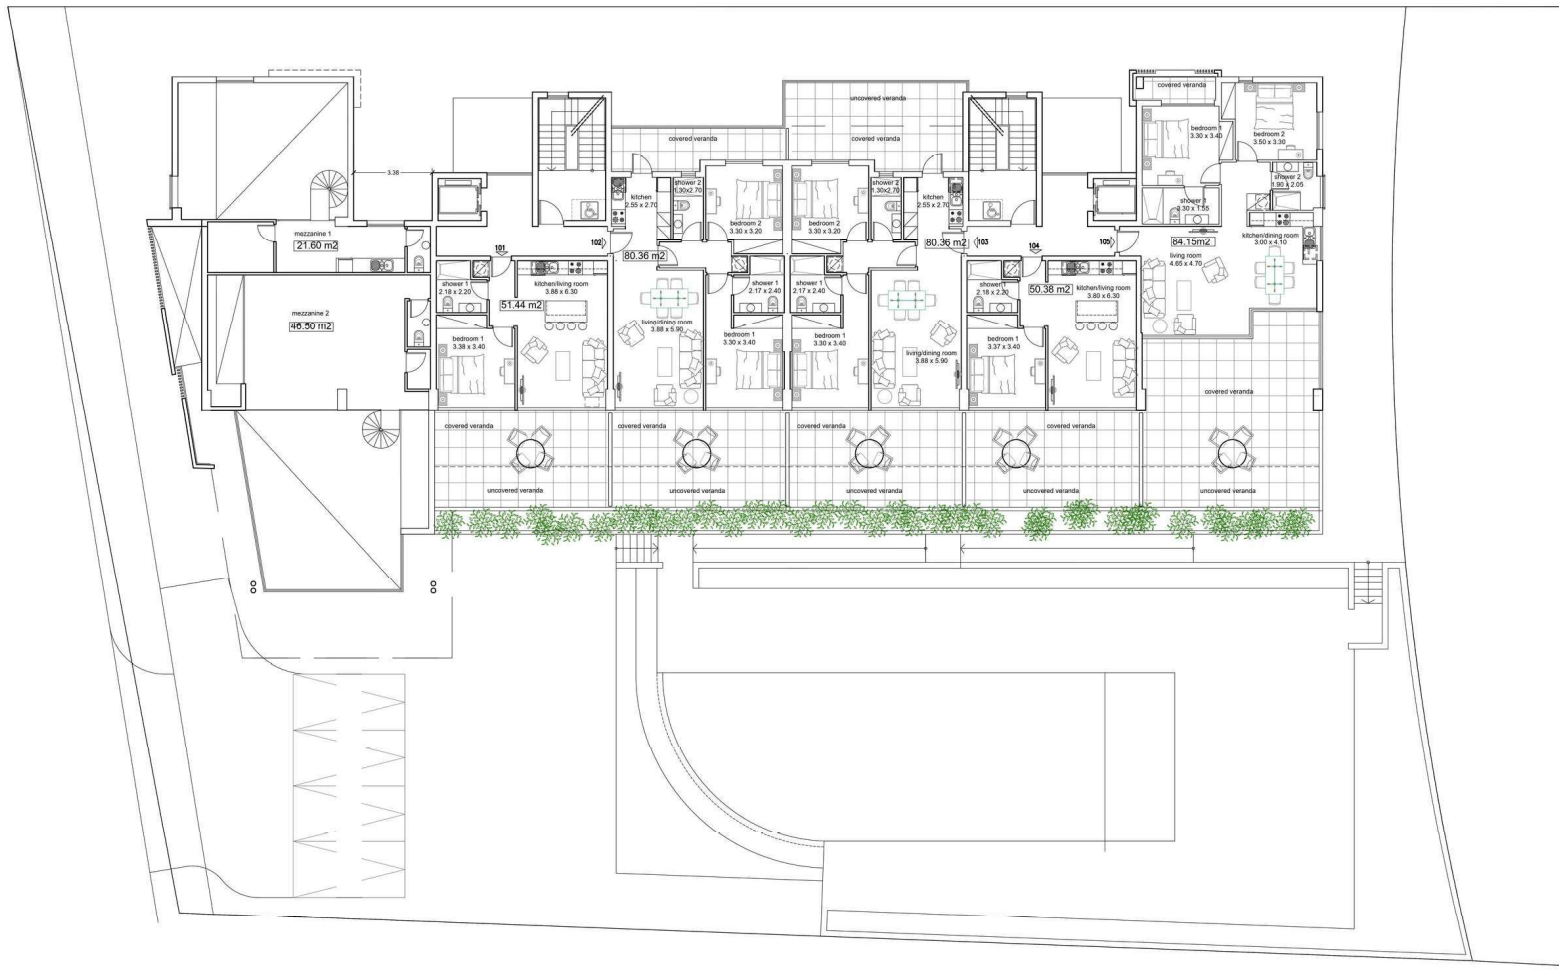 uncovered veranda
covered veranda
covered veranda
covered veranda
bedroom 1
3.30 x 3.40
bedroom 2
3.50 x 3.30
3.38
kitchen
2.55 x 2.70
shower 2
1.30x2.70
bedroom 2
3.30 x 3.20
bedroom 2
3.30 x 3.20
shower 2
1.30x2.70
kitchen
2.55 x 2.70
shower 2
1.90 x 2.05
shower 1
3.30 x 1.55
mezzanine 1
21.60 m2
101
102
80.36 m2
80.36 m2
103
104
105
84.15m2
kitchen/dining room
3.00 x 4.10
living room
4.65 x 4.70
shower 1
2.18 x 2.20
kitchen/living room
3.88 x 6.30
51.44 m2
shower 1
2.17 x 2.40
shower 1
2.17 x 2.40
shower 1
2.18 x 2.20
50.38 m2
kitchen/living room
3.80 x 6.30
mezzanine 2
46.50 m2
living/dining room
3.88 x 5.90
bedroom 1
3.38 x 3.40
bedroom 1
3.30 x 3.40
bedroom 1
3.30 x 3.40
living/dining room
3.88 x 5.90
bedroom 1
3.37 x 3.40
covered veranda
covered veranda
covered veranda
covered veranda
covered veranda
uncovered veranda
uncovered veranda
uncovered veranda
uncovered veranda
uncovered veranda